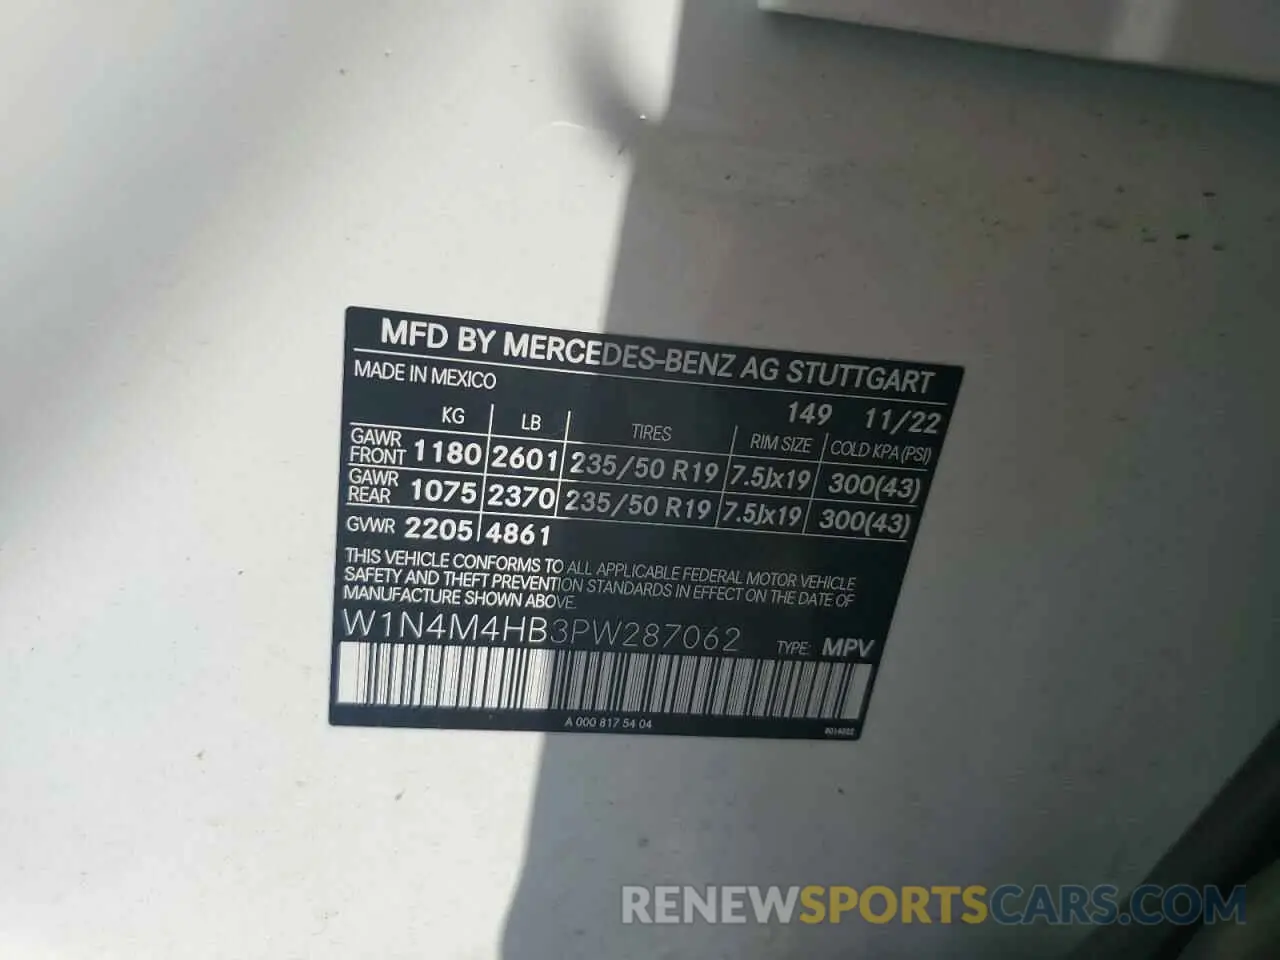 MFD BY MERCEDES-BENZ AG STUTTGART
MADE IN MEXICO
149 11/22
KG LB TIRES RIM SIZE COLD KPA (PSI)
GAWR FRONT 1180 2601 235/50 R19 7.5Jx19 300(43)
GAWR REAR 1075 2370 235/50 R19 7.5Jx19 300(43)
GVWR 2205 4861
THIS VEHICLE CONFORMS TO ALL APPLICABLE FEDERAL MOTOR VEHICLE
SAFETY AND THEFT PREVENTION STANDARDS IN EFFECT ON THE DATE OF
MANUFACTURE SHOWN ABOVE.
W1N4M4HB3PW287062 TYPE: MPV
A 000 817 54 04
RENEWSPORTSCARS.COM